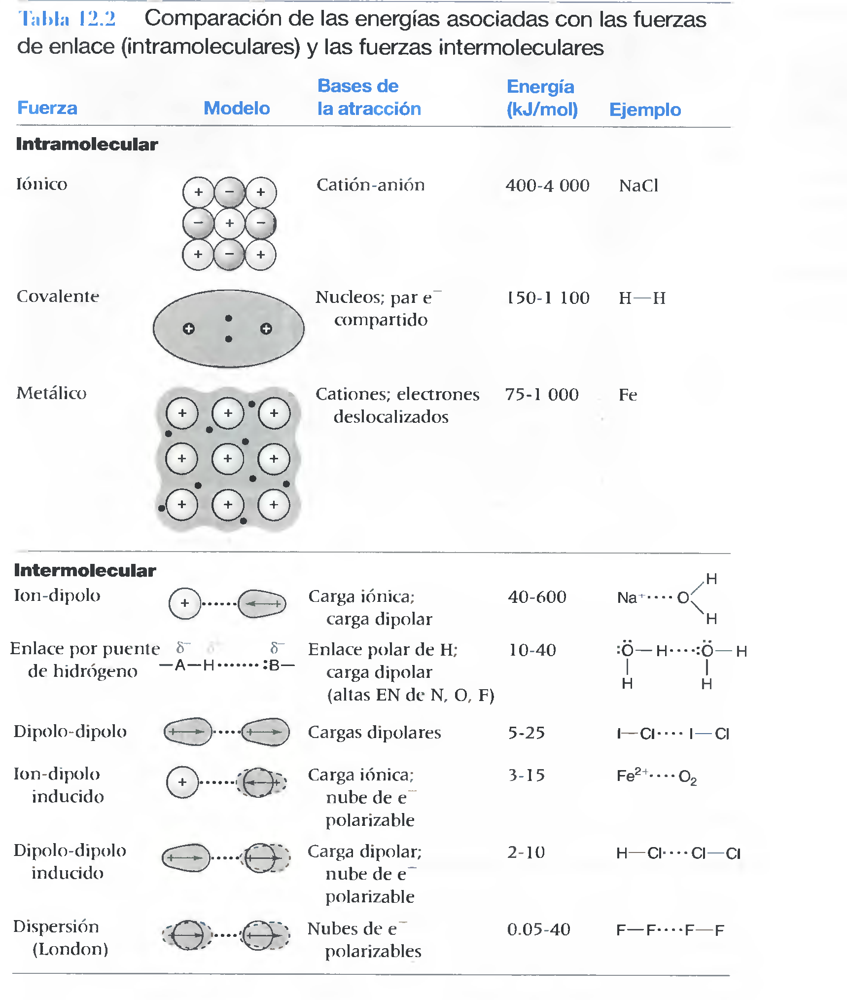 Tabla 12.2 Comparación de las energías asociadas con las fuerzas
de enlace (intramoleculares) y las fuerzas intermoleculares
Fuerza Modelo Bases de la atracción Energía (kJ/mol) Ejemplo
Intramolecular
Iónico Catión-anión 400-4 000 NaCl
+ − +
− + −
+ − +
Covalente Nucleos; par e⁻ 150-1 100 H—H
compartido
+ +
Metálico Cationes; electrones 75-1 000 Fe
deslocalizados
+ + +
+ + +
+ + +
Intermolecular
Ion-dipolo + Carga iónica; 40-600 Na⁺····O H H
carga dipolar
Enlace por puente δ⁻ δ⁺ δ⁻ Enlace polar de H; 10-40 :Ö—H····:Ö—H
de hidrógeno —A—H·······:B— carga dipolar
(altas EN de N, O, F) H H
Dipolo-dipolo Cargas dipolares 5-25 I—Cl···· I—Cl
Ion-dipolo + Carga iónica; 3-15 Fe²⁺····O₂
inducido nube de e⁻
polarizable
Dipolo-dipolo Carga dipolar; 2-10 H—Cl····Cl—Cl
inducido nube de e⁻
polarizable
Dispersión Nubes de e⁻ 0.05-40 F—F····F—F
(London) polarizables